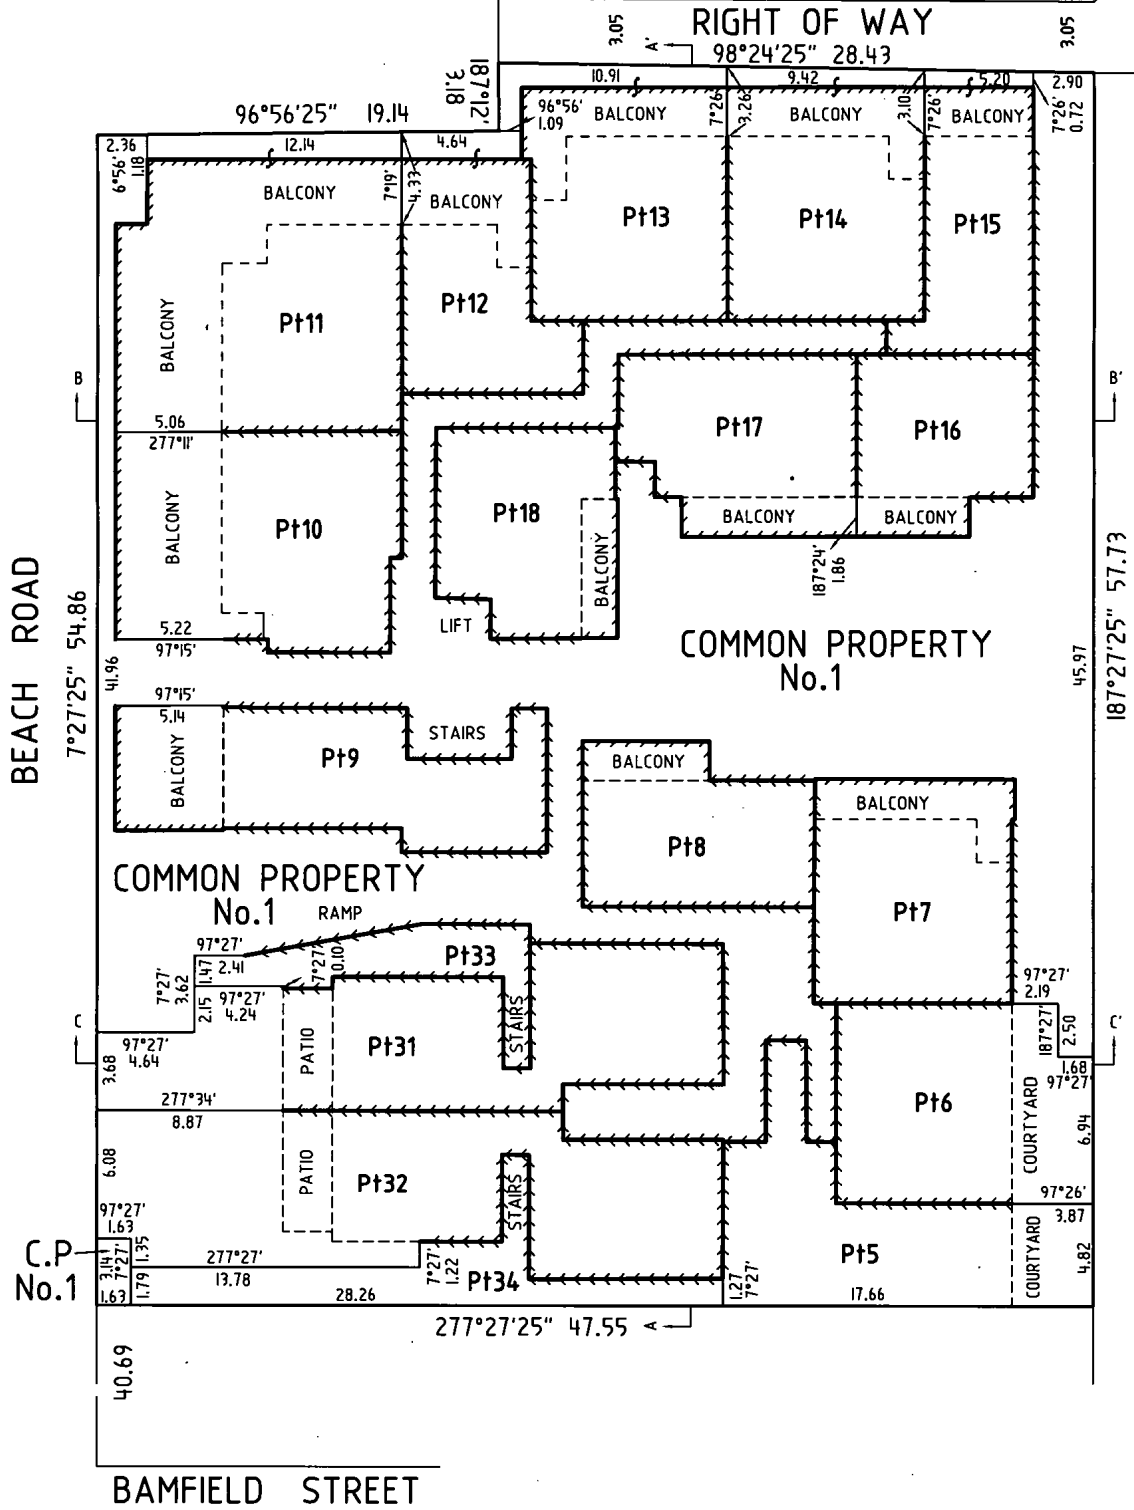 RIGHT OF WAY
3.05
3.05
A'
98°24'25" 28.43
187°12'
3.18
10.91
9.42
5.20
2.90
96°56'25" 19.14
96°56'
1.09
BALCONY
7°26'
3.26
BALCONY
3.10
7°26'
BALCONY
7°26'
0.72
2.36
12.14
4.64
6°56'
1.18
BALCONY
7°19'
4.33
BALCONY
Pt13
Pt14
Pt15
BALCONY
Pt11
Pt12
B
B'
5.06
277°11'
Pt17
Pt16
BALCONY
Pt10
Pt18
BALCONY
BALCONY
BALCONY
187°24'
1.86
LIFT
5.22
97°15'
COMMON PROPERTY
No.1
BEACH ROAD
7°27'25" 54.86
41.96
45.97
187°27'25" 57.73
97°15'
5.14
STAIRS
BALCONY
Pt9
BALCONY
BALCONY
Pt8
COMMON PROPERTY
No.1
RAMP
Pt7
97°27'
1.47
2.41
7°27'
0.10
Pt33
7°27'
3.62
2.15
97°27'
4.24
97°27'
2.19
C
C'
187°27'
2.50
97°27'
4.64
3.68
PATIO
Pt31
STAIRS
1.68
97°27'
Pt6
COURTYARD
6.94
277°34'
8.87
6.08
PATIO
Pt32
STAIRS
97°26'
3.87
97°27'
1.63
C.P
No.1
3.14
7°27'
1.35
1.79
1.63
277°27'
13.78
7°27'
1.22
Pt34
Pt5
COURTYARD
4.82
28.26
1.27
7°27'
17.66
277°27'25" 47.55
A
40.69
BAMFIELD STREET